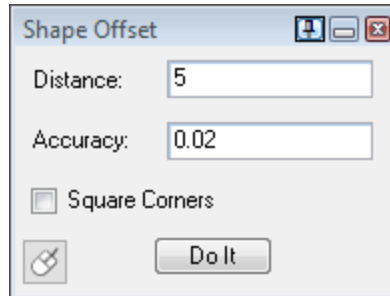 Shape Offset
Distance: 5
Accuracy: 0.02
Square Corners
Do It